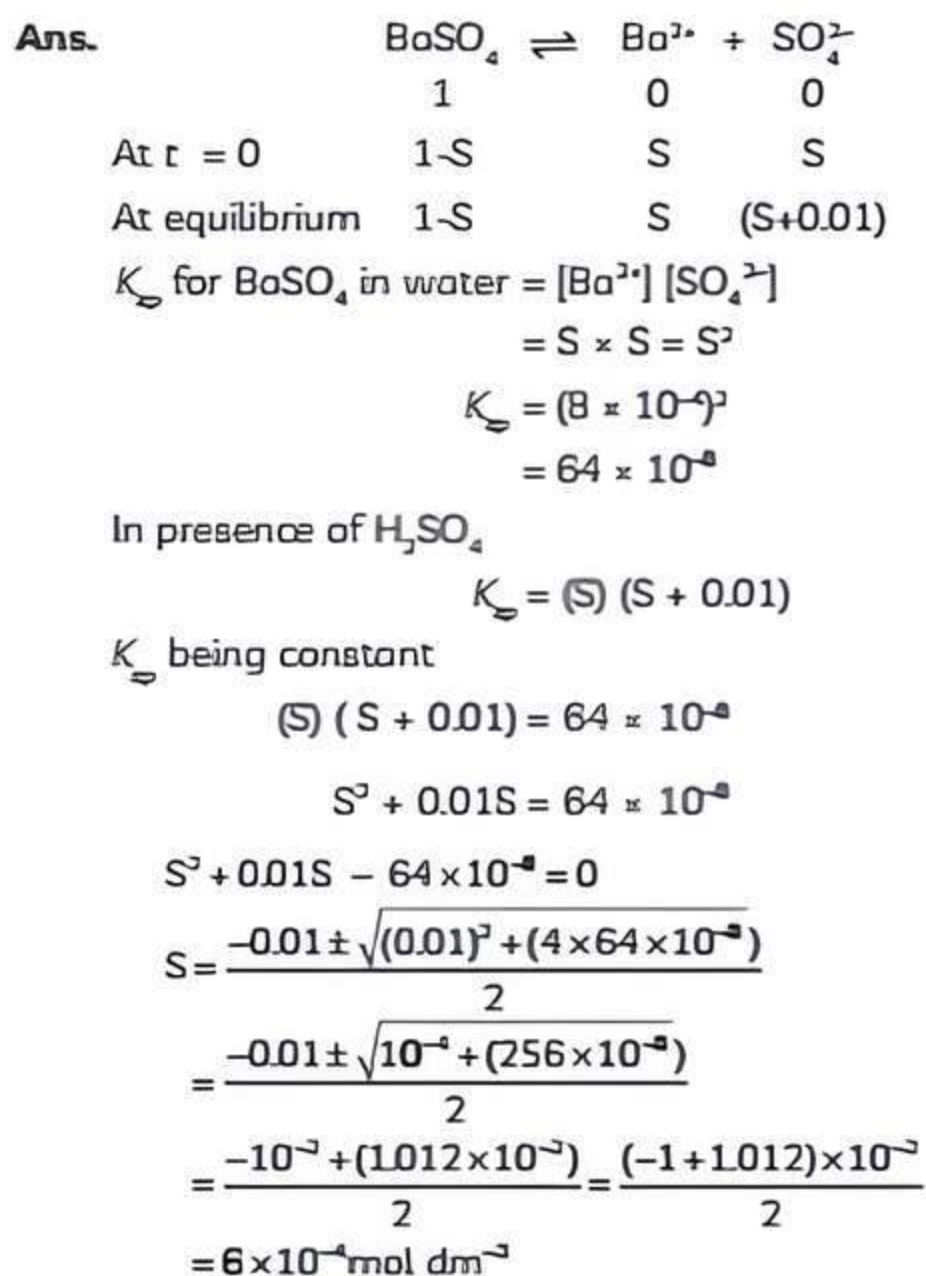 Ans. BaSO₄ ⇌ Ba²⁺ + SO₄²⁻
1 0 0
At t = 0 1-S S S
At equilibrium 1-S S (S+0.01)
Kₛₚ for BaSO₄ in water = [Ba²⁺] [SO₄²⁻]
= S × S = S²
Kₛₚ = (8 × 10⁻⁴)²
= 64 × 10⁻⁸
In presence of H₂SO₄
Kₛₚ = (S) (S + 0.01)
Kₛₚ being constant
(S) ( S + 0.01) = 64 × 10⁻⁸
S² + 0.01S = 64 × 10⁻⁸
S² + 0.01S − 64×10⁻⁸ = 0
S = (−0.01 ± √((0.01)² + (4×64×10⁻⁸))) / 2
= (−0.01 ± √(10⁻⁴ + (256×10⁻⁸))) / 2
= (−10⁻² + (1.012×10⁻²)) / 2 = ((−1+1.012)×10⁻²) / 2
= 6×10⁻⁴ mol dm⁻³